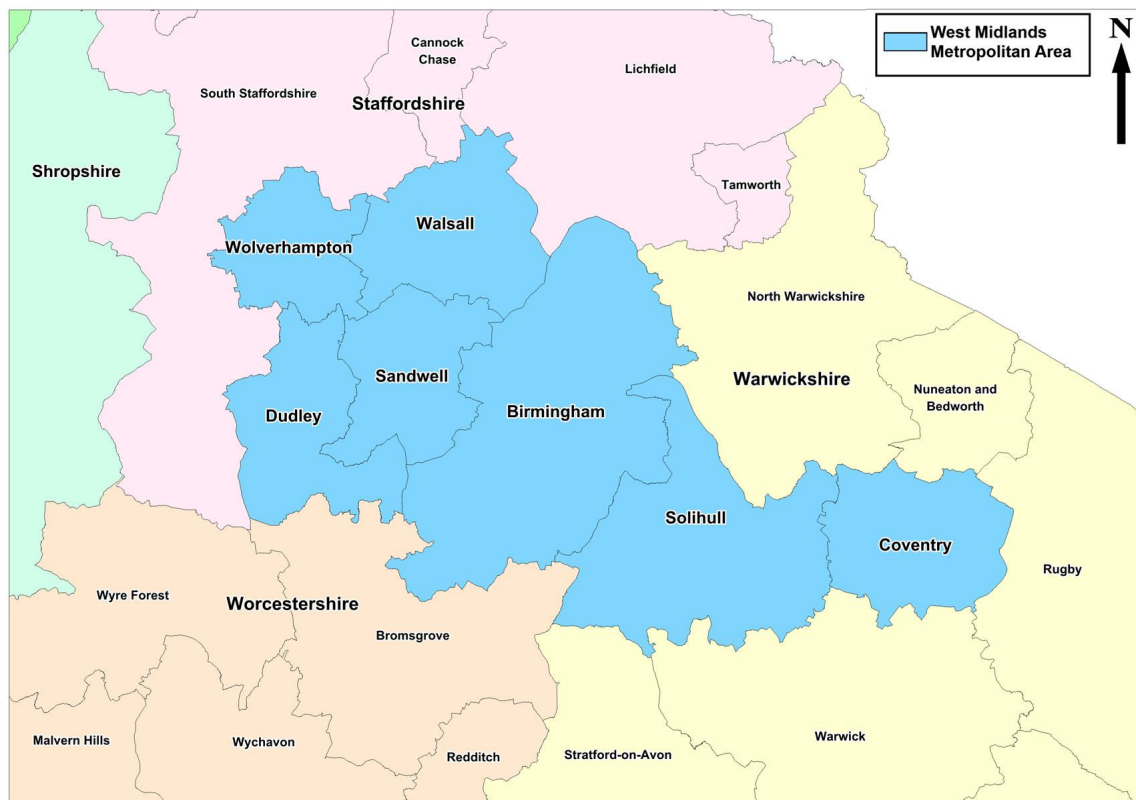 West Midlands
Metropolitan Area
N
Cannock
Chase
Lichfield
South Staffordshire
Staffordshire
Shropshire
Tamworth
Walsall
Wolverhampton
North Warwickshire
Sandwell
Warwickshire
Nuneaton and
Bedworth
Dudley
Birmingham
Solihull
Coventry
Rugby
Wyre Forest
Worcestershire
Bromsgrove
Malvern Hills
Wychavon
Redditch
Stratford-on-Avon
Warwick